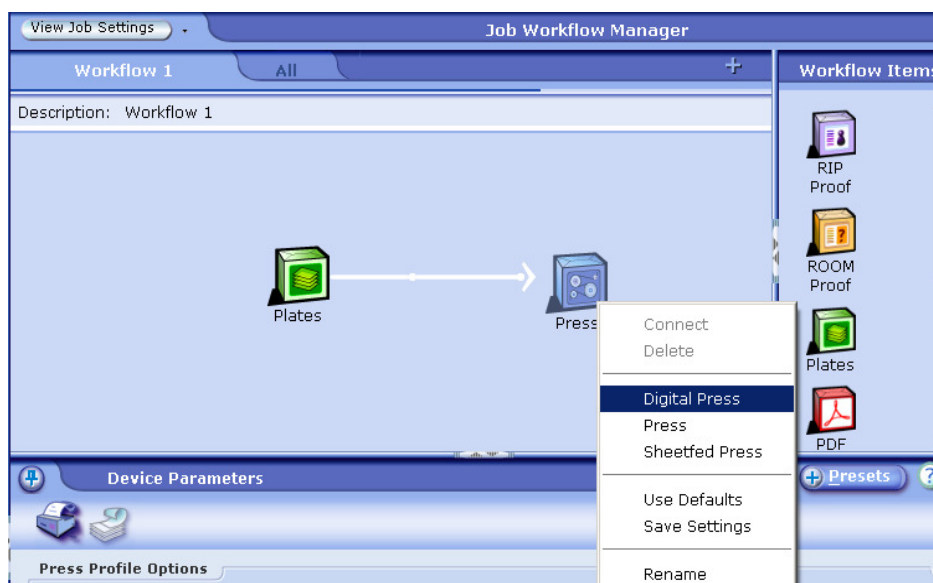 View Job Settings
Job Workflow Manager
Workflow 1
All
Workflow Items
Description: Workflow 1
RIP
Proof
ROOM
Proof
Plates
Press
Plates
PDF
Connect
Delete
Digital Press
Press
Sheetfed Press
Use Defaults
Save Settings
Rename
Device Parameters
Presets
?
Press Profile Options